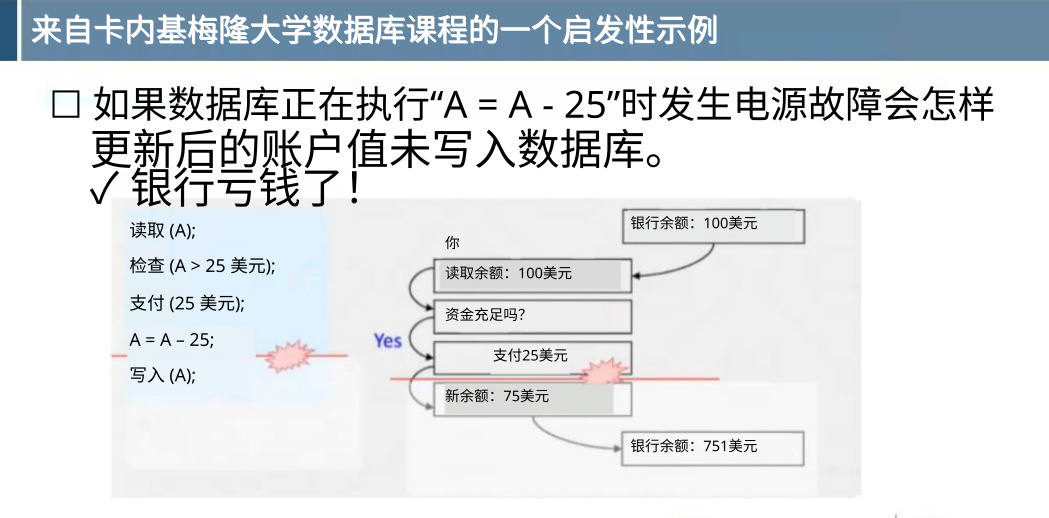 来自卡内基梅隆大学数据库课程的一个启发性示例
□ 如果数据库正在执行“A = A - 25”时发生电源故障会怎样
更新后的账户值未写入数据库。
✓ 银行亏钱了！
读取 (A);
检查 (A > 25 美元);
支付 (25 美元);
A = A – 25;
写入 (A);
银行余额：100美元
你
读取余额：100美元
资金充足吗？
Yes
支付25美元
新余额：75美元
银行余额：751美元